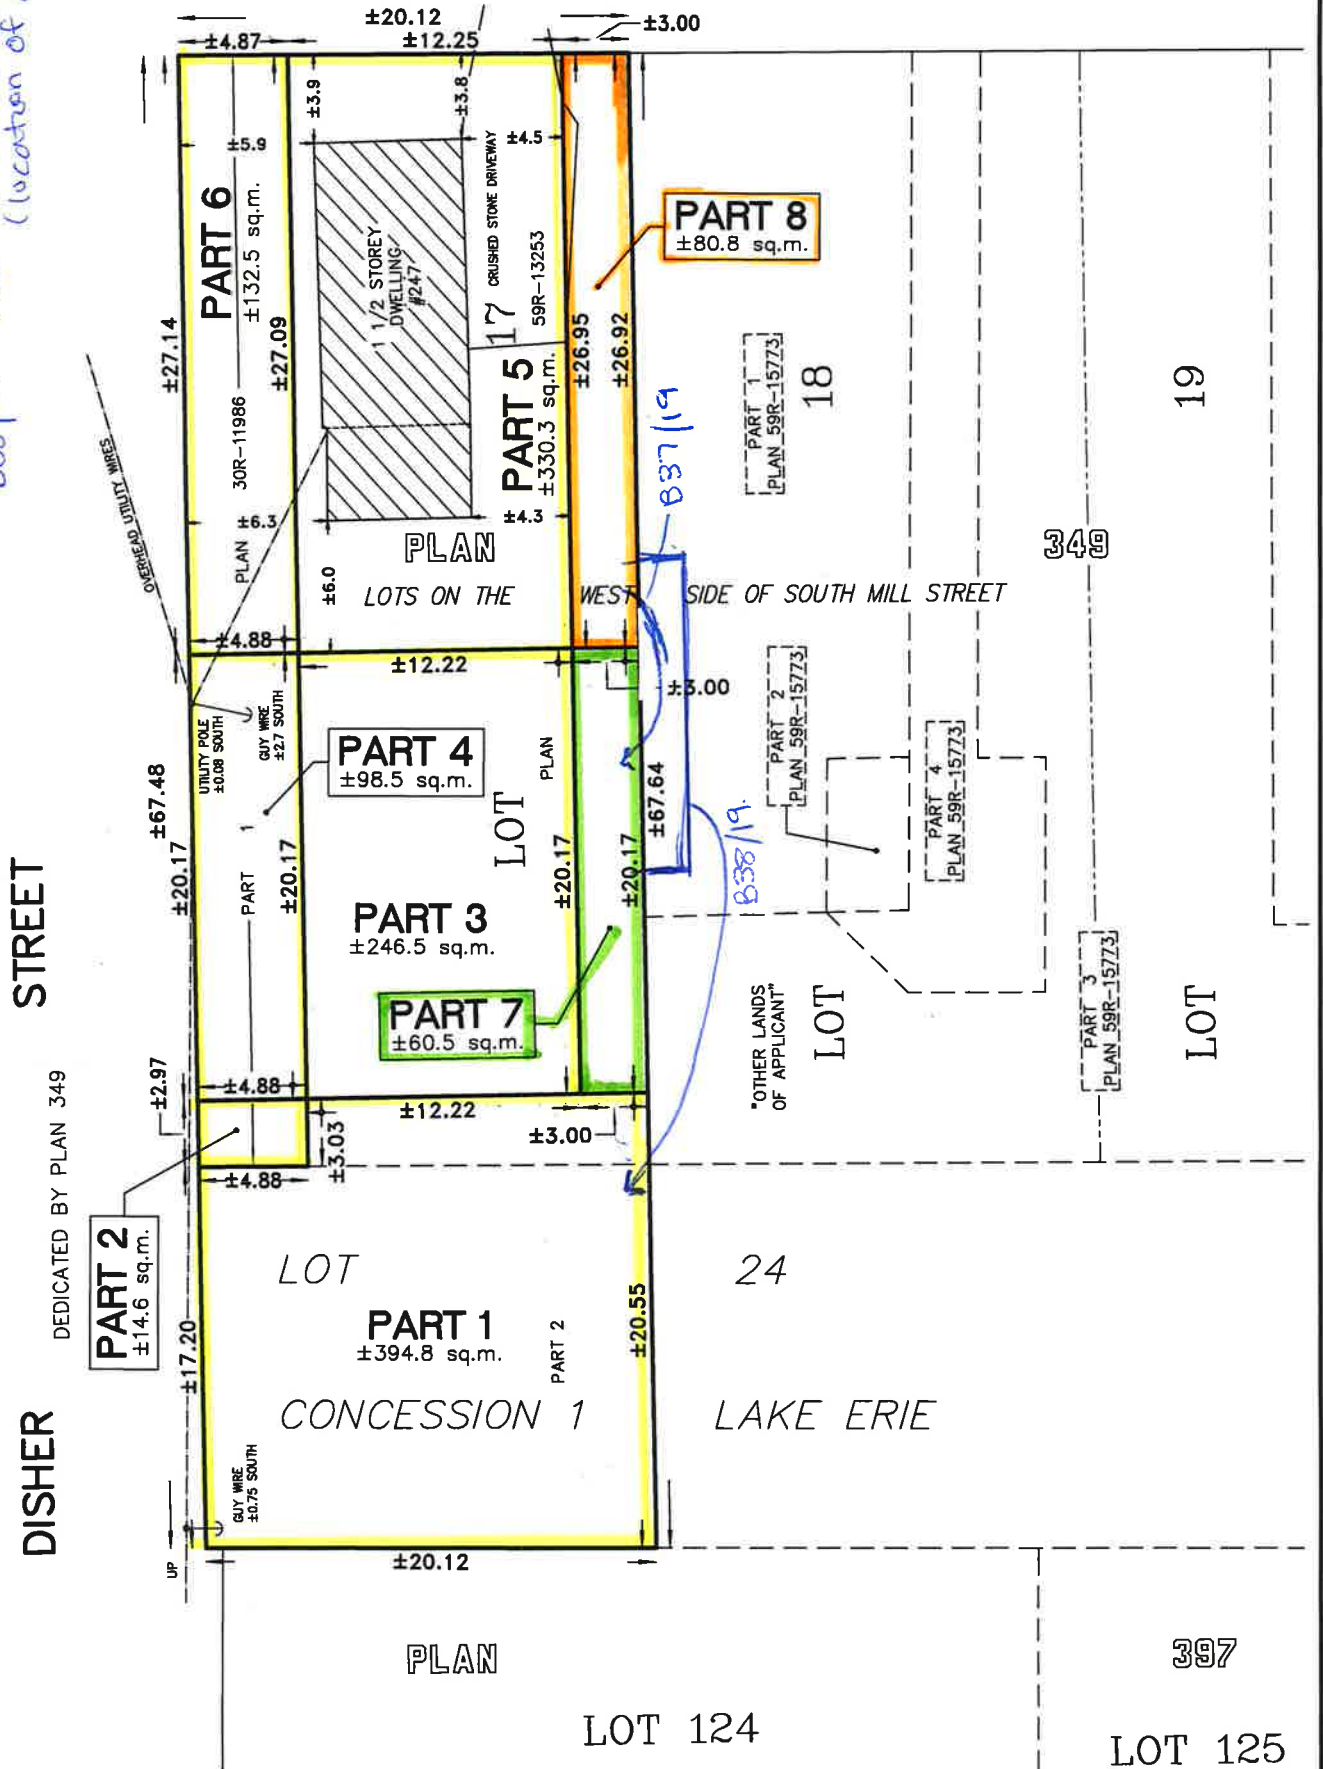 (location of
±20.12
±3.00
±4.87
±12.25
±3.9
±3.8
±5.9
±4.5
PART 6
±132.5 sq.m.
1 1/2 STOREY
DWELLING
#247
17
CRUSHED STONE DRIVEWAY
59R-13253
PART 8
±80.8 sq.m.
±27.14
±27.09
30R-11986
PLAN
±6.3
PART 5
±330.3 sq.m.
±4.3
±26.95
±26.92
B37/19
PART 1
PLAN 59R-15773
18
19
OVERHEAD UTILITY WIRES
PLAN
349
±6.0
LOTS ON THE WEST SIDE OF SOUTH MILL STREET
±4.88
±12.22
±3.00
UTILITY POLE
±0.08 SOUTH
GUY WIRE
±2.7 SOUTH
PART 4
±98.5 sq.m.
PLAN
LOT
PART 2
PLAN 59R-15773
PART 4
PLAN 59R-15773
±67.48
±67.64
±20.17
PART 1
±20.17
±20.17
±20.17
B38/19.
PART 3
±246.5 sq.m.
STREET
PART 7
±60.5 sq.m.
"OTHER LANDS
OF APPLICANT"
LOT
PART 3
PLAN 59R-15773
LOT
±2.97
±4.88
±12.22
±3.00
±3.03
±4.88
DEDICATED BY PLAN 349
PART 2
±14.6 sq.m.
LOT 24
±17.20
PART 1
±394.8 sq.m.
PART 2
±20.55
CONCESSION 1 LAKE ERIE
DISHER
GUY WIRE
±0.75 SOUTH
UP
±20.12
PLAN
397
LOT 124
LOT 125